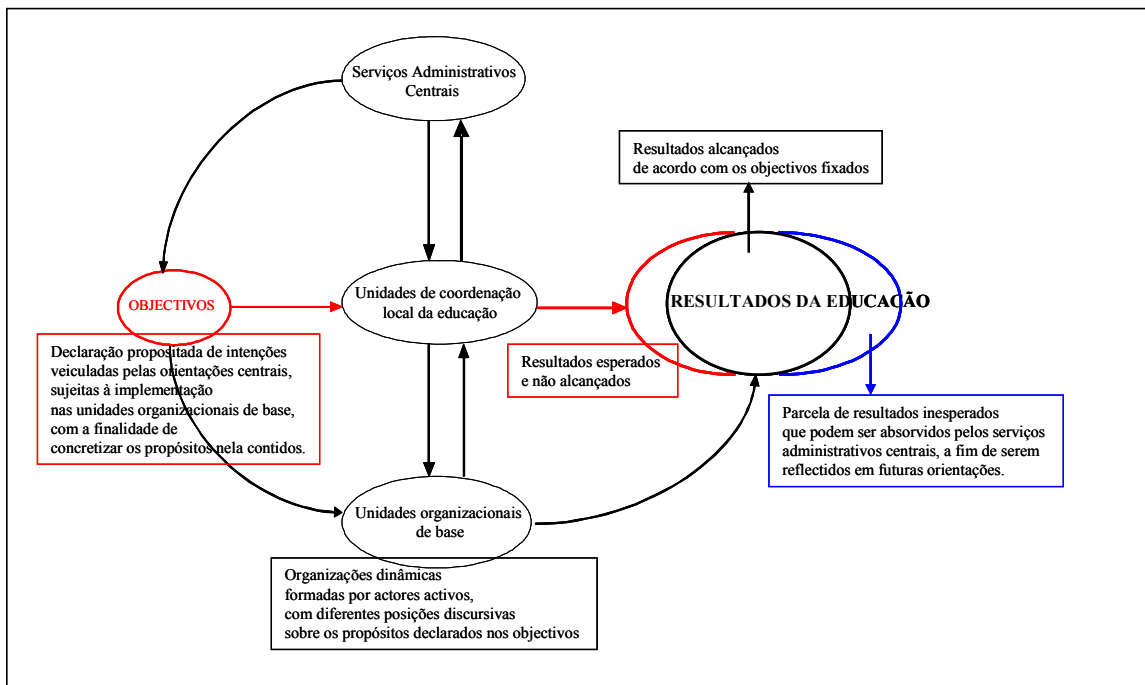 Serviços Administrativos
Centrais
Resultados alcançados
de acordo com os objectivos fixados
OBJECTIVOS
Unidades de coordenação
local da educação
RESULTADOS DA EDUCAÇÃO
Declaração propositada de intenções
veiculadas pelas orientações centrais,
sujeitas à implementação
nas unidades organizacionais de base,
com a finalidade de
concretizar os propósitos nela contidos.
Resultados esperados
e não alcançados
Parcela de resultados inesperados
que podem ser absorvidos pelos serviços
administrativos centrais, a fim de serem
reflectidos em futuras orientações.
Unidades organizacionais
de base
Organizações dinâmicas
formadas por actores activos,
com diferentes posições discursivas
sobre os propósitos declarados nos objectivos